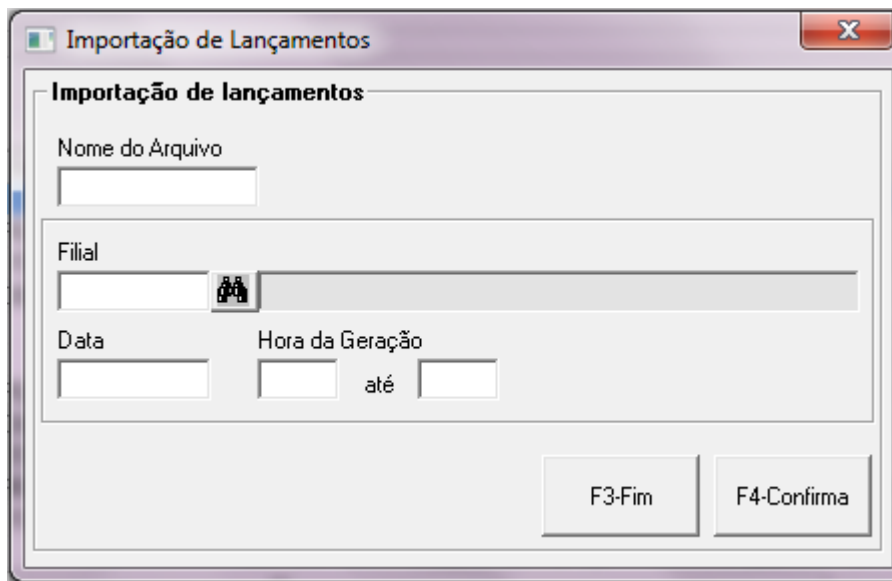 Importação de Lançamentos
Importação de lançamentos
Nome do Arquivo
Filial
Data Hora da Geração
até
F3-Fim F4-Confirma